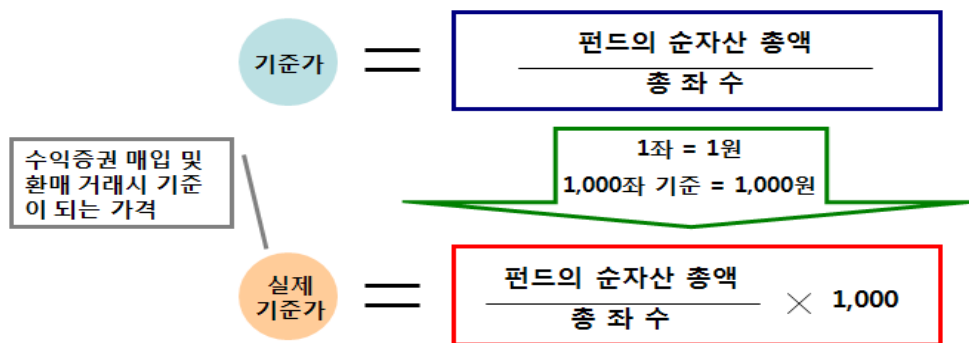 기준가
펀드의 순자산 총액
총 좌 수
수익증권 매입 및
환매 거래시 기준
이 되는 가격
1좌 = 1원
1,000좌 기준 = 1,000원
실제
기준가
펀드의 순자산 총액
총 좌 수
× 1,000